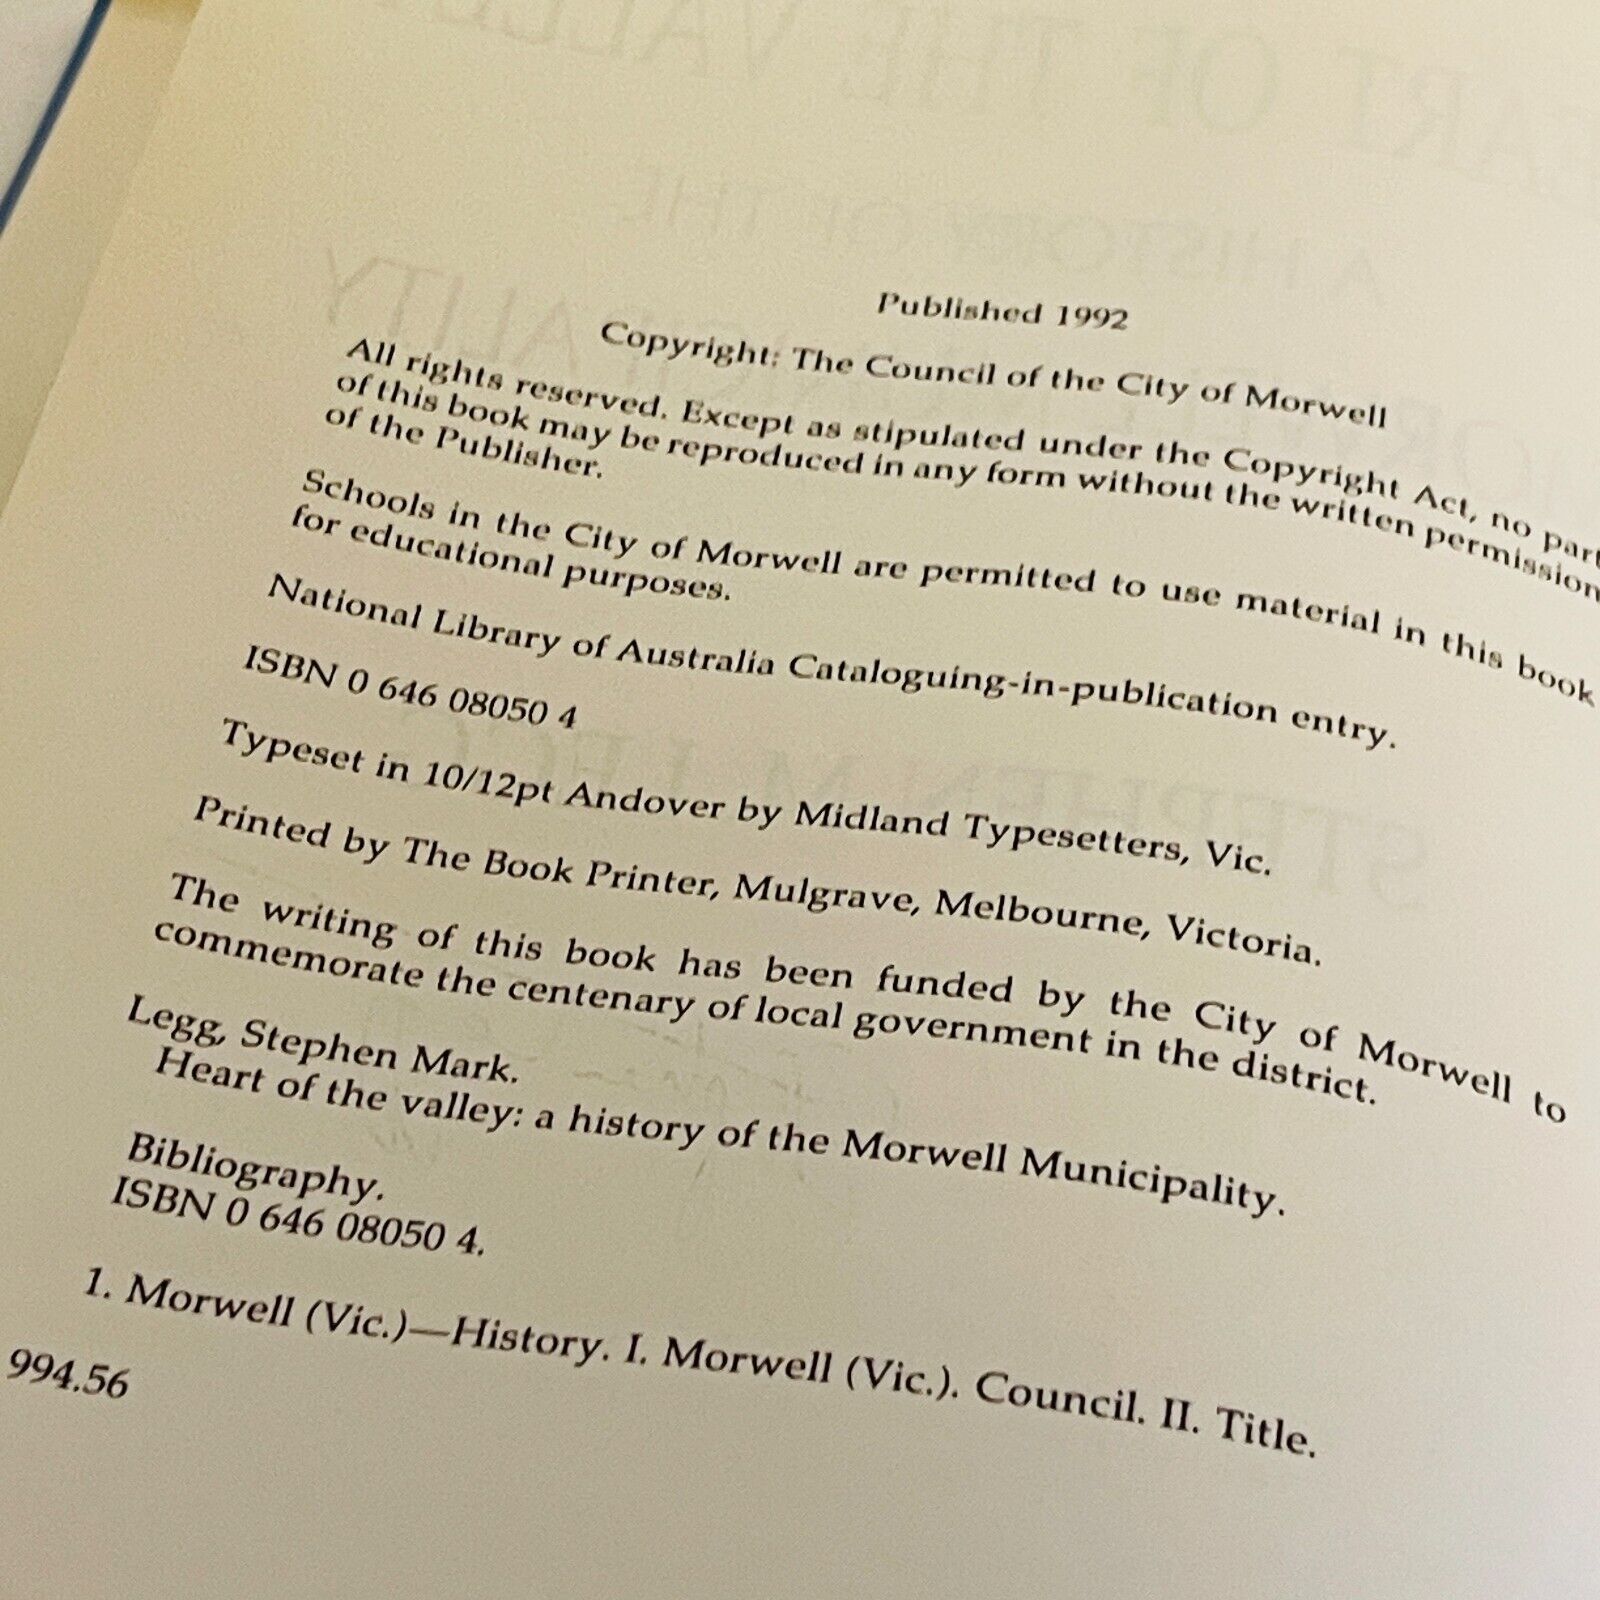 Published 1992
Copyright: The Council of the City of Morwell
All rights reserved. Except as stipulated under the Copyright Act, no part
of this book may be reproduced in any form without the written permission
of the Publisher.
Schools in the City of Morwell are permitted to use material in this book
for educational purposes.
National Library of Australia Cataloguing-in-publication entry.
ISBN 0 646 08050 4
Typeset in 10/12pt Andover by Midland Typesetters, Vic.
Printed by The Book Printer, Mulgrave, Melbourne, Victoria.
The writing of this book has been funded by the City of Morwell to
commemorate the centenary of local government in the district.
Legg, Stephen Mark.
Heart of the valley: a history of the Morwell Municipality.
Bibliography.
ISBN 0 646 08050 4.
1. Morwell (Vic.)—History. I. Morwell (Vic.). Council. II. Title.
994.56